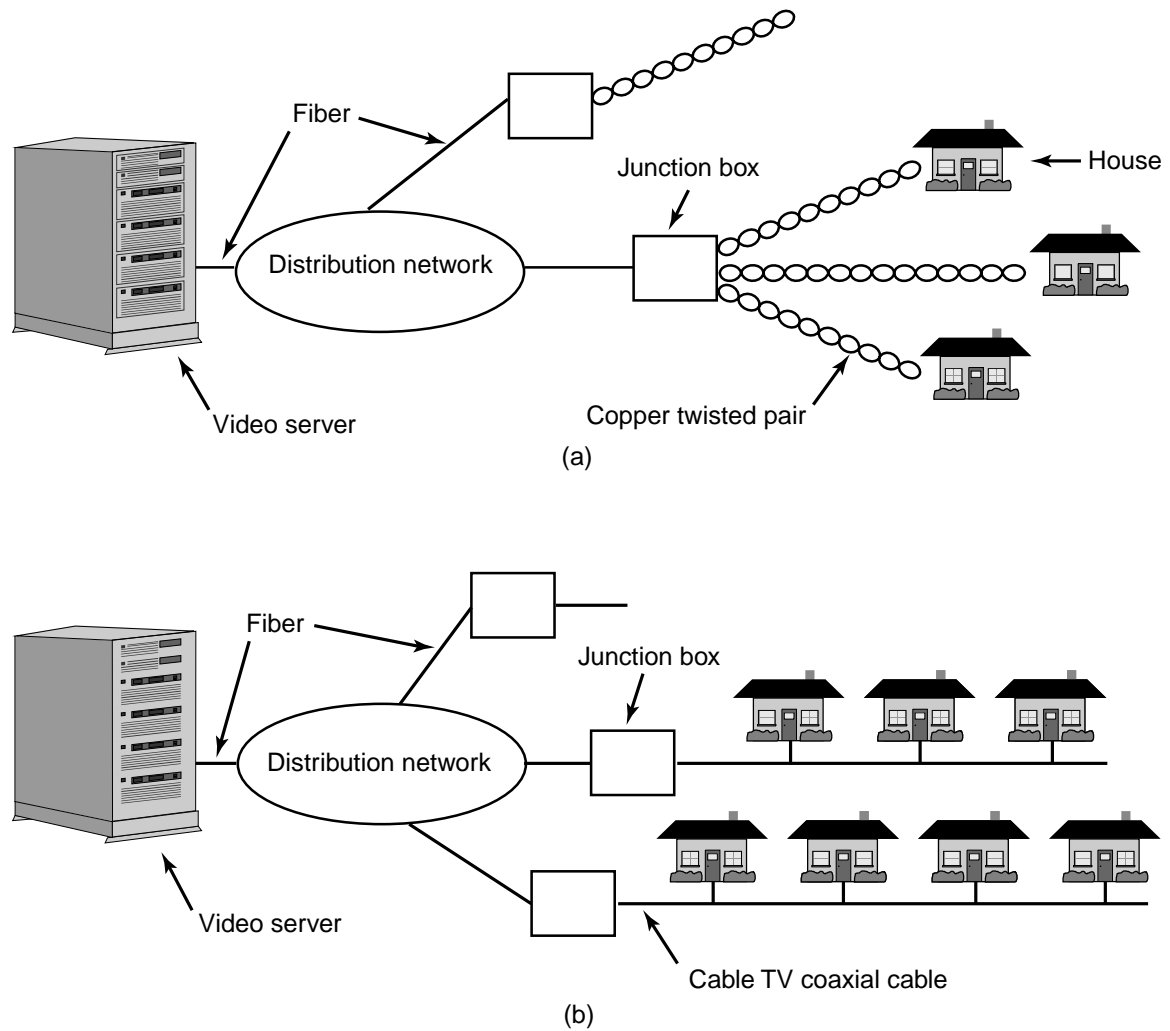 Fiber
Junction box
House
Distribution network
Video server
Copper twisted pair
(a)
Fiber
Junction box
Distribution network
Video server
Cable TV coaxial cable
(b)